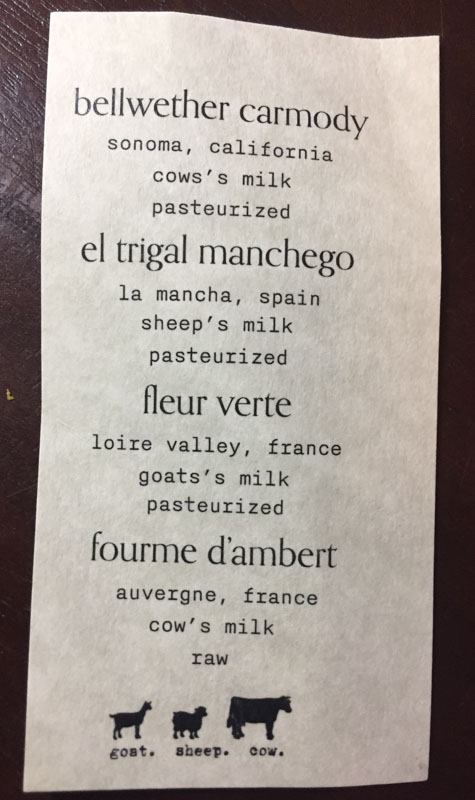 bellwether carmody
sonoma, california
cows's milk
pasteurized
el trigal manchego
la mancha, spain
sheep's milk
pasteurized
fleur verte
loire valley, france
goats's milk
pasteurized
fourme d'ambert
auvergne, france
cow's milk
raw
goat. sheep. cow.